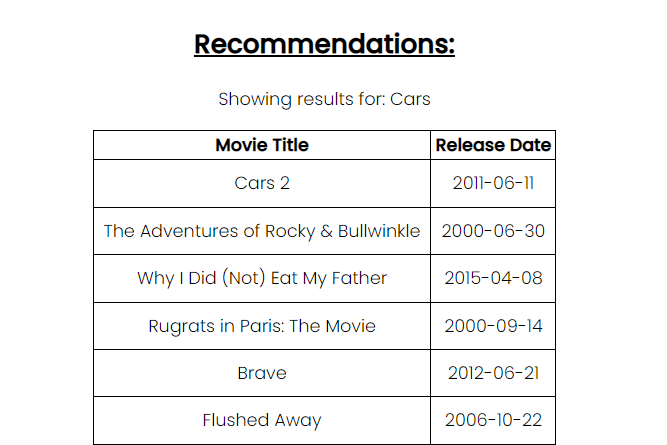 Recommendations:
Showing results for: Cars
Movie Title Release Date
Cars 2 2011-06-11
The Adventures of Rocky & Bullwinkle 2000-06-30
Why I Did (Not) Eat My Father 2015-04-08
Rugrats in Paris: The Movie 2000-09-14
Brave 2012-06-21
Flushed Away 2006-10-22